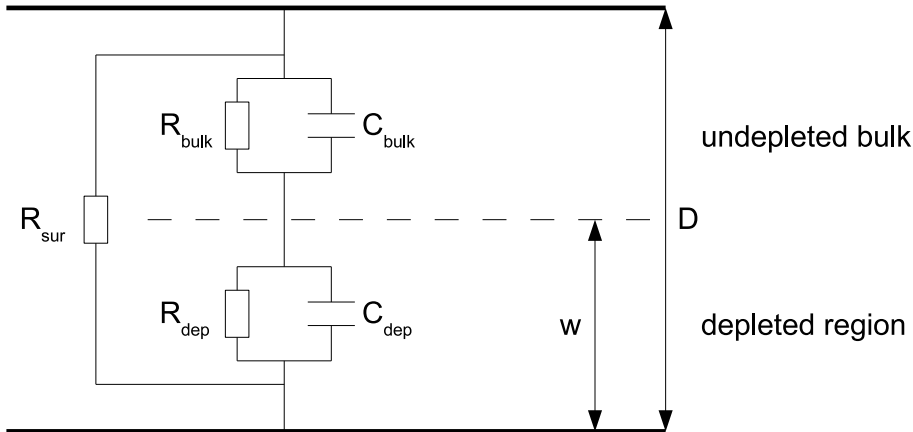 R_bulk
C_bulk
undepleted bulk
R_sur
D
R_dep
C_dep
w
depleted region